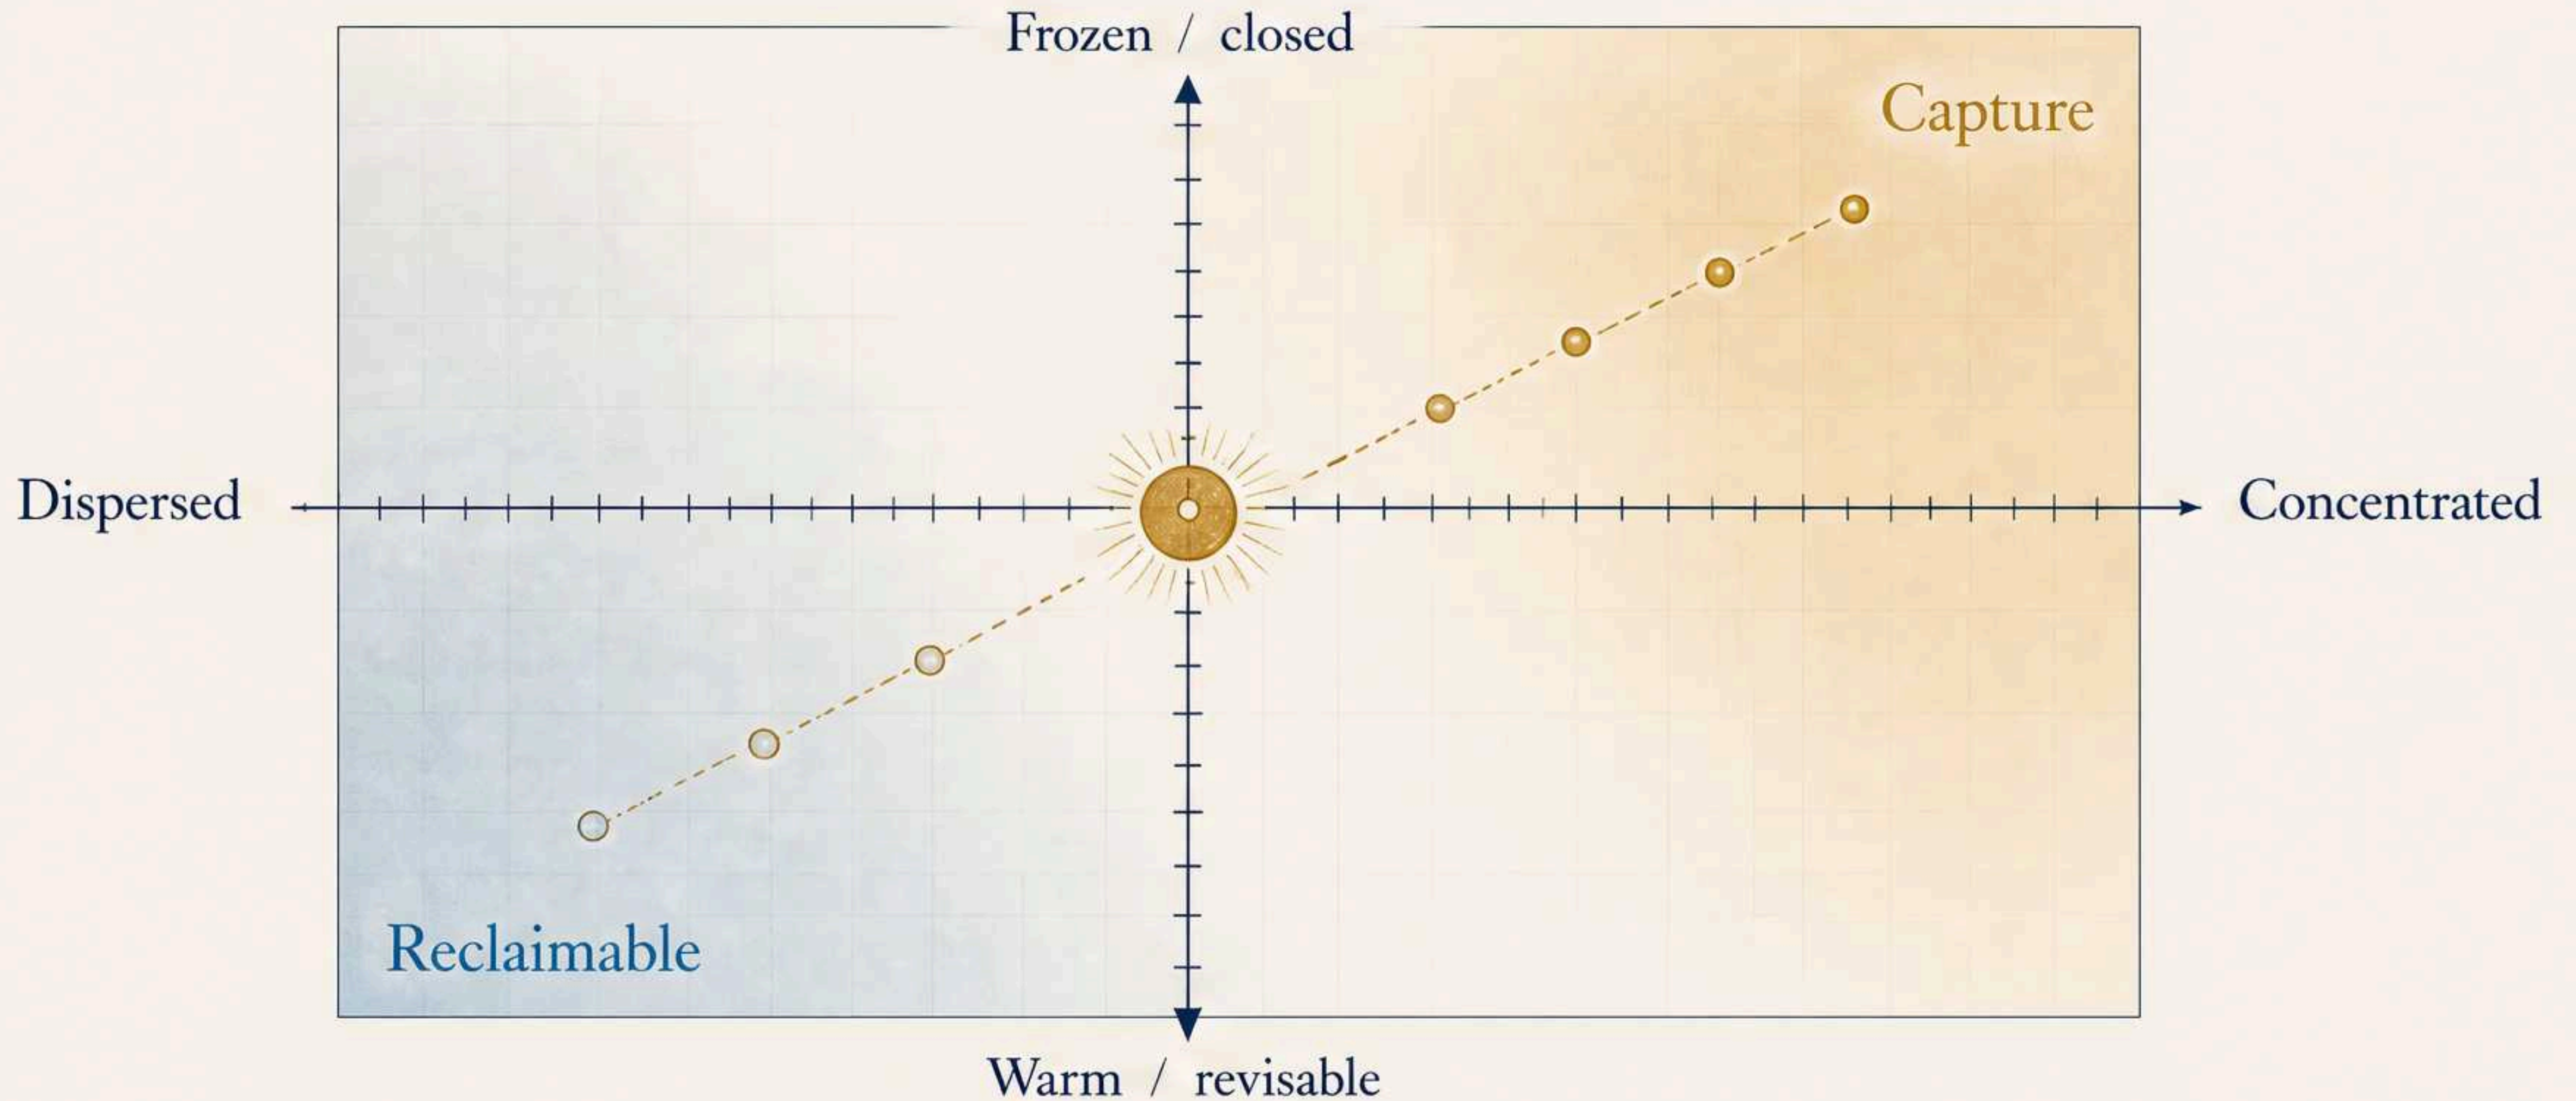 Frozen / closed
Capture
Dispersed
Concentrated
Reclaimable
Warm / revisable